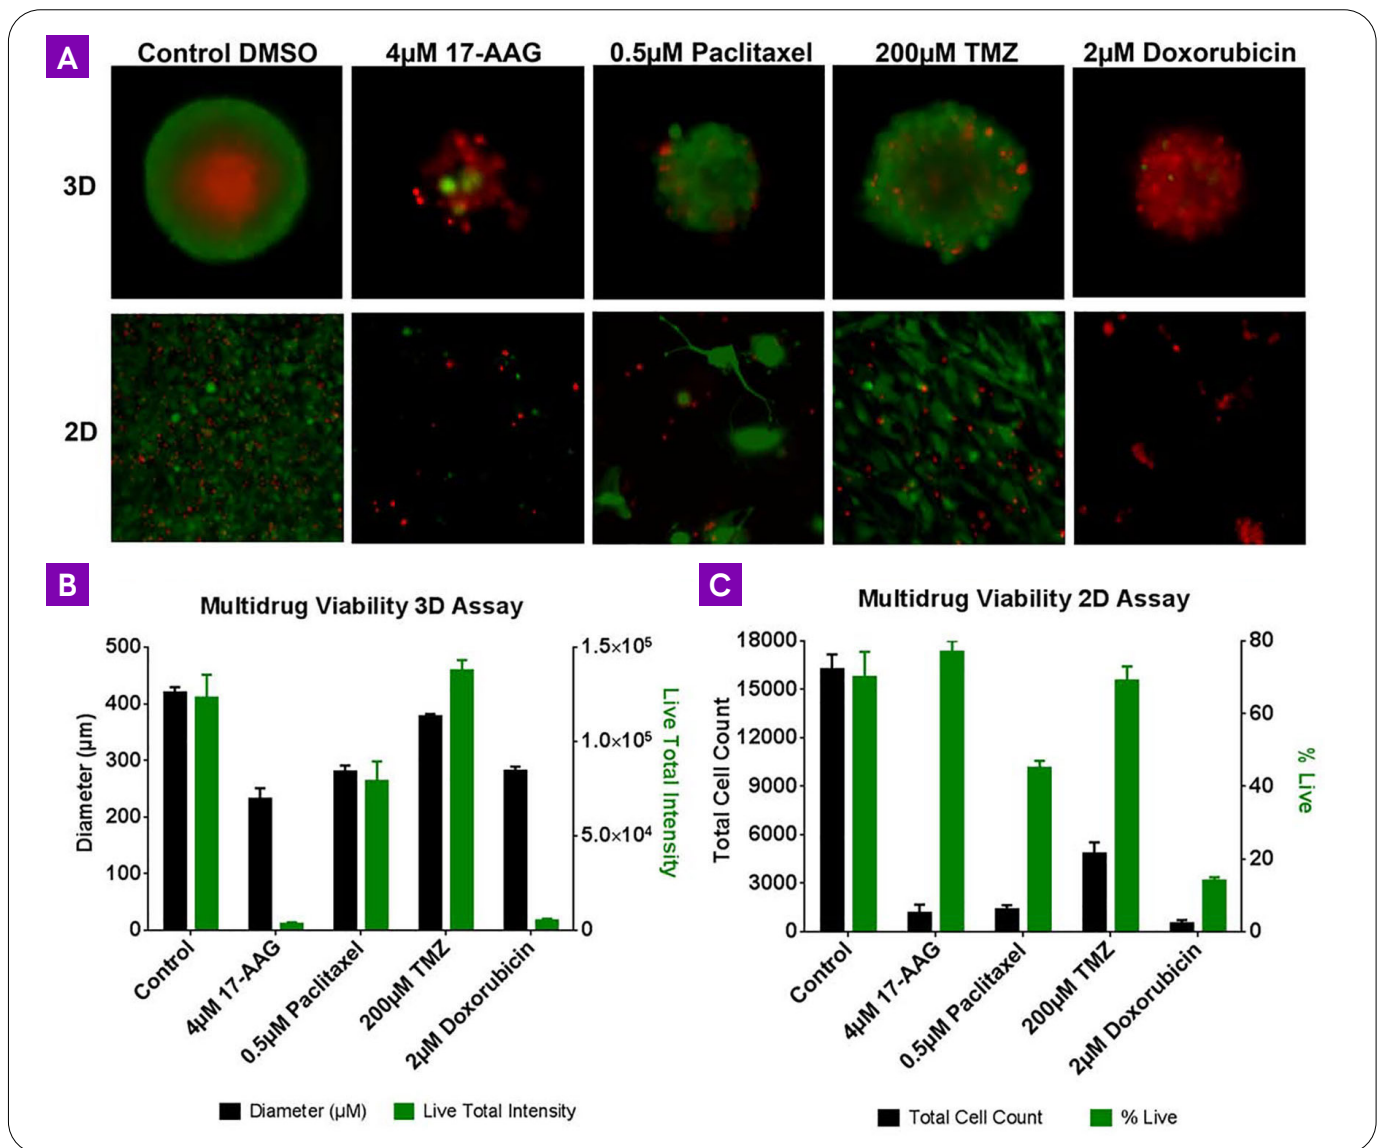 A
Control DMSO
4µM 17-AAG
0.5µM Paclitaxel
200µM TMZ
2µM Doxorubicin
3D
2D
B
Multidrug Viability 3D Assay
500
400
300
200
100
0
Diameter (µm)
1.5×10⁵
1.0×10⁵
5.0×10⁴
0
Live Total Intensity
Control
4µM 17-AAG
0.5µM Paclitaxel
200µM TMZ
2µM Doxorubicin
Diameter (µM)
Live Total Intensity
C
Multidrug Viability 2D Assay
18000
15000
12000
9000
6000
3000
0
Total Cell Count
80
60
40
20
0
% Live
Control
4µM 17-AAG
0.5µM Paclitaxel
200µM TMZ
2µM Doxorubicin
Total Cell Count
% Live